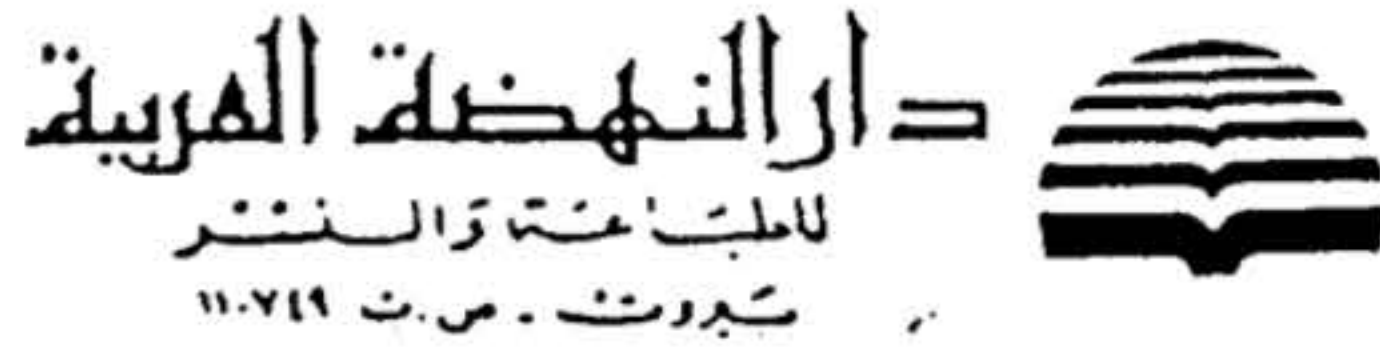 دار النهضة العربية
للطباعة والنشر
بيروت - ص.ب ١١٠٧٤٩